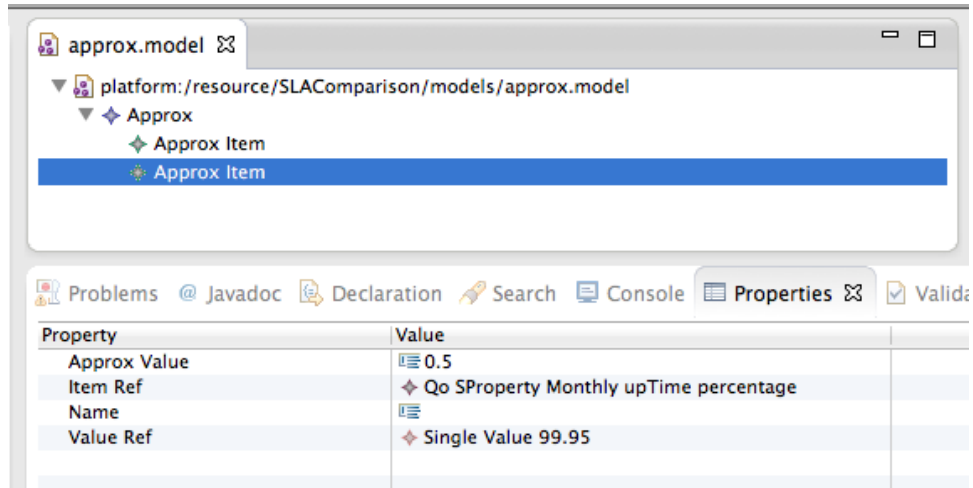 approx.model
platform:/resource/SLAComparison/models/approx.model
Approx
Approx Item
Approx Item
Problems @ Javadoc Declaration Search Console Properties Valida
Property Value
Approx Value 0.5
Item Ref Qo SProperty Monthly upTime percentage
Name
Value Ref Single Value 99.95